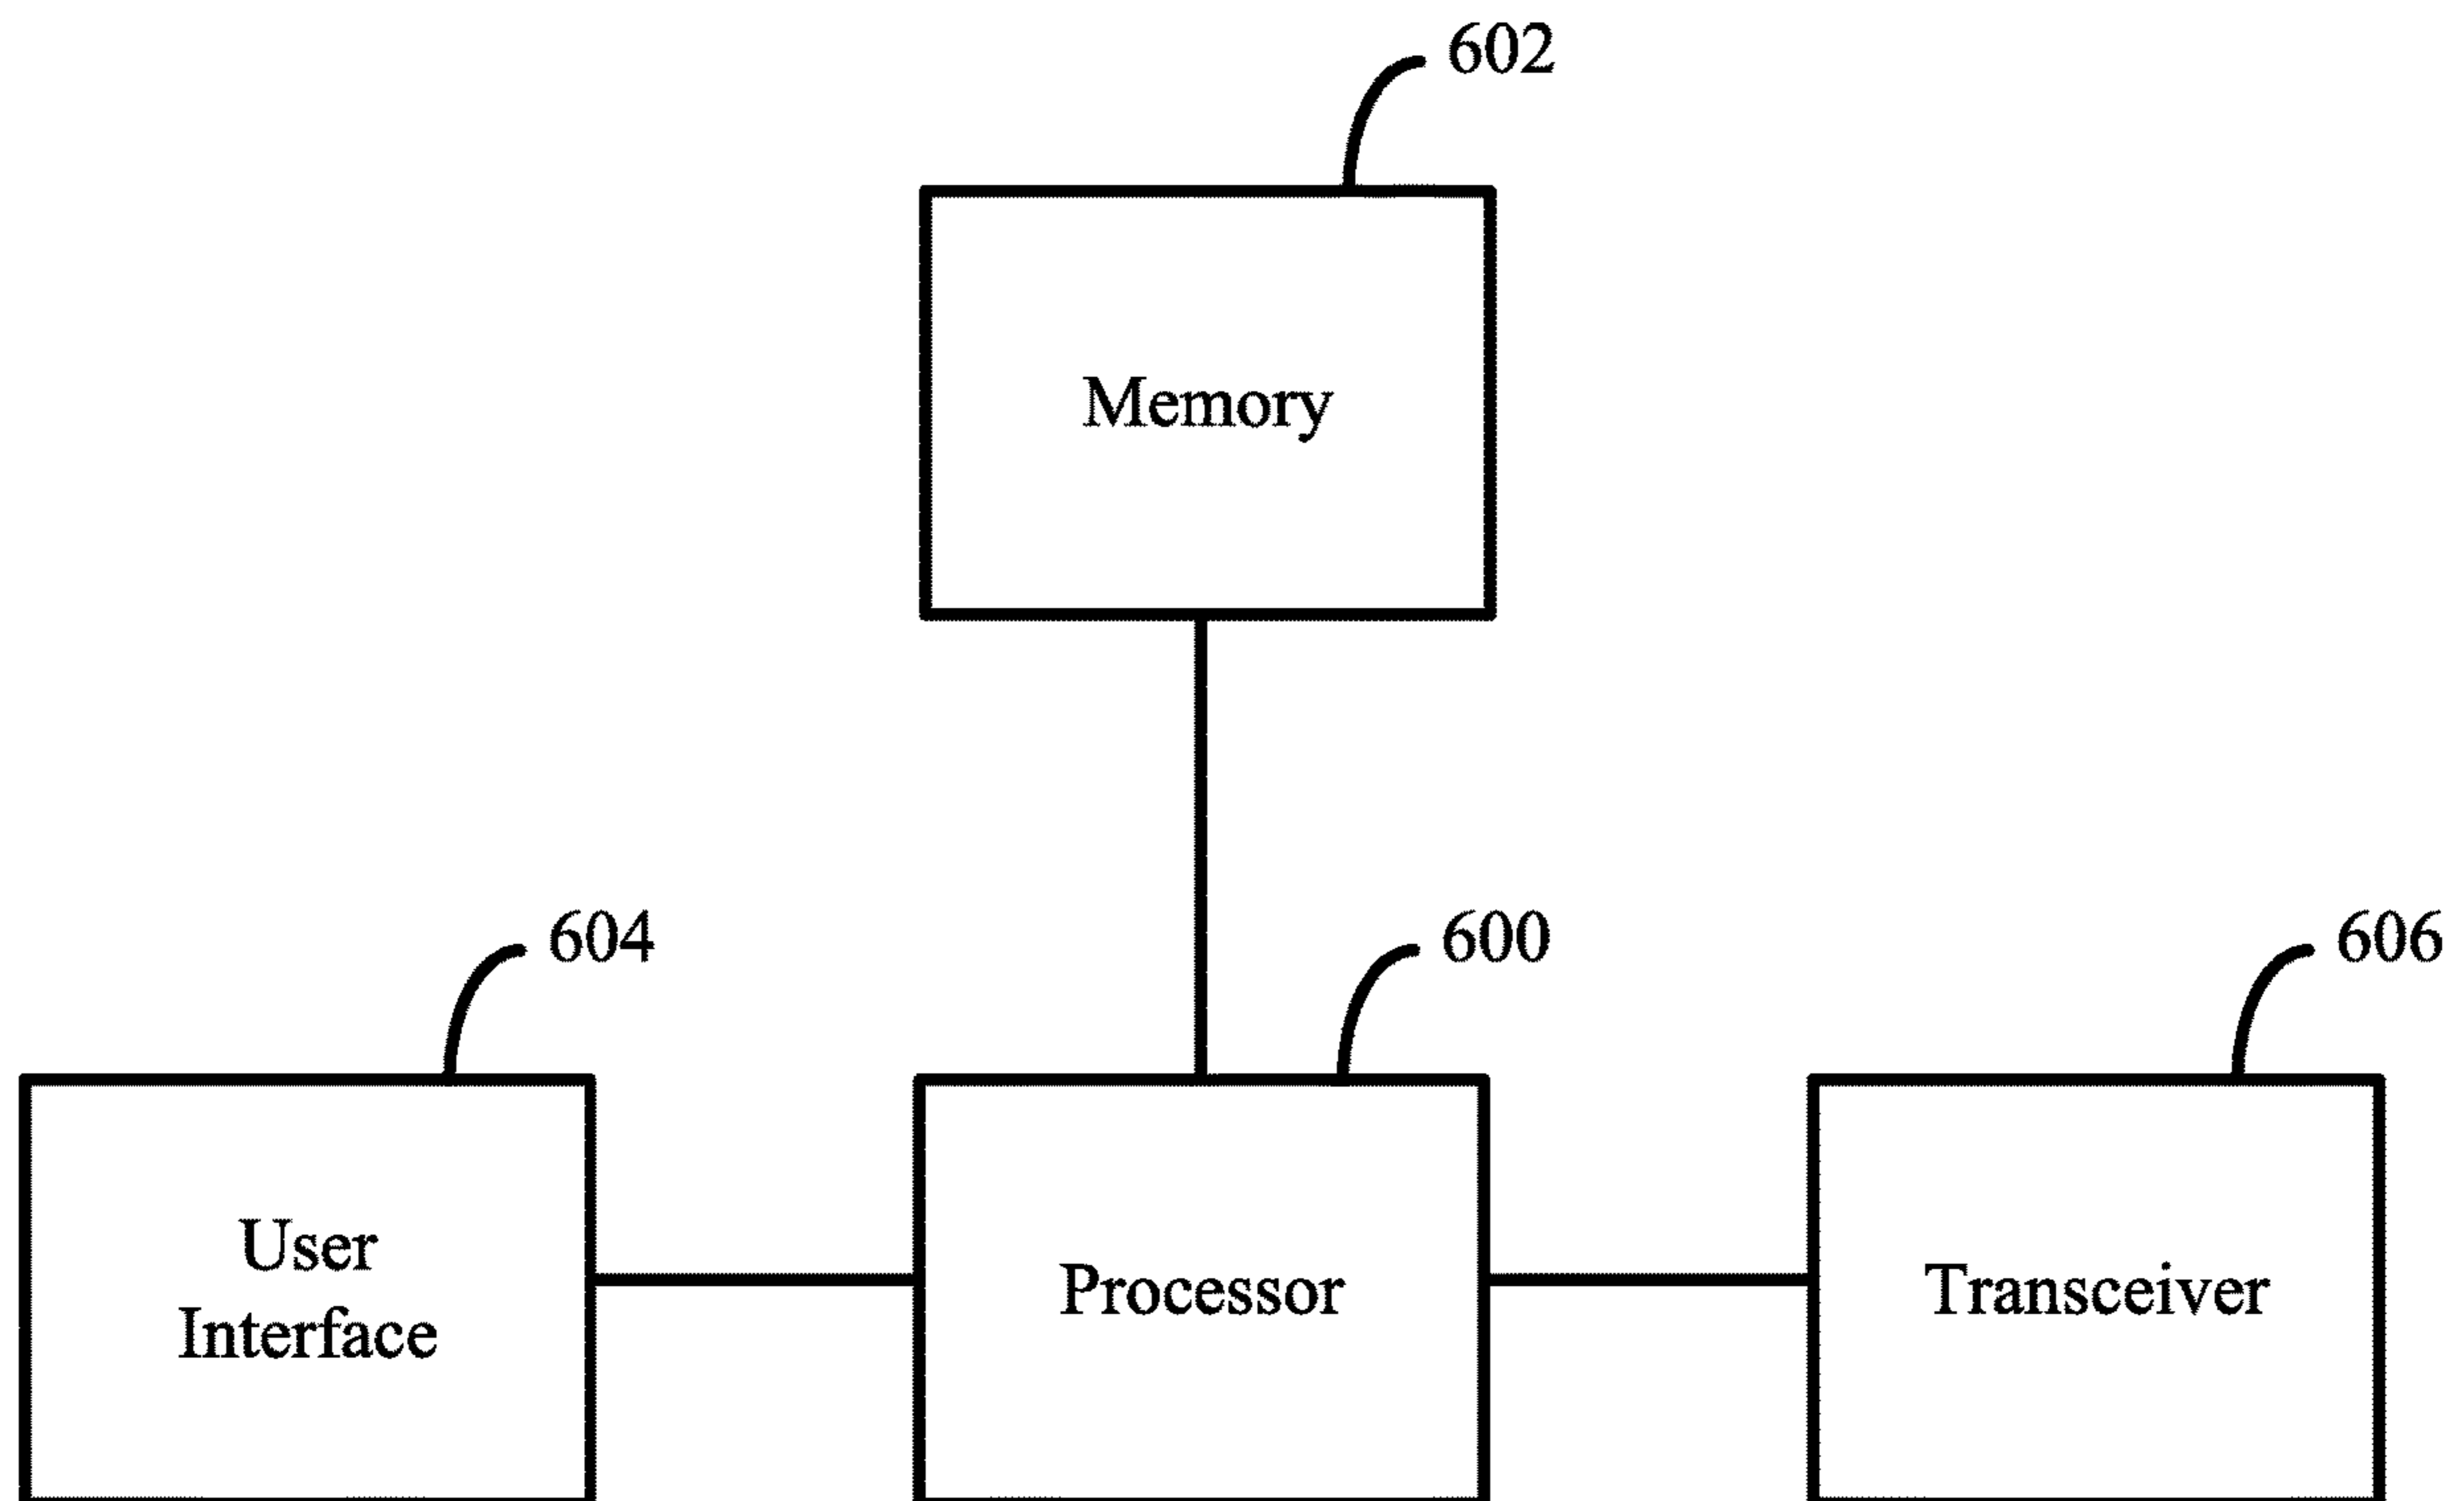 602
Memory
604
600
606
User
Interface
Processor
Transceiver